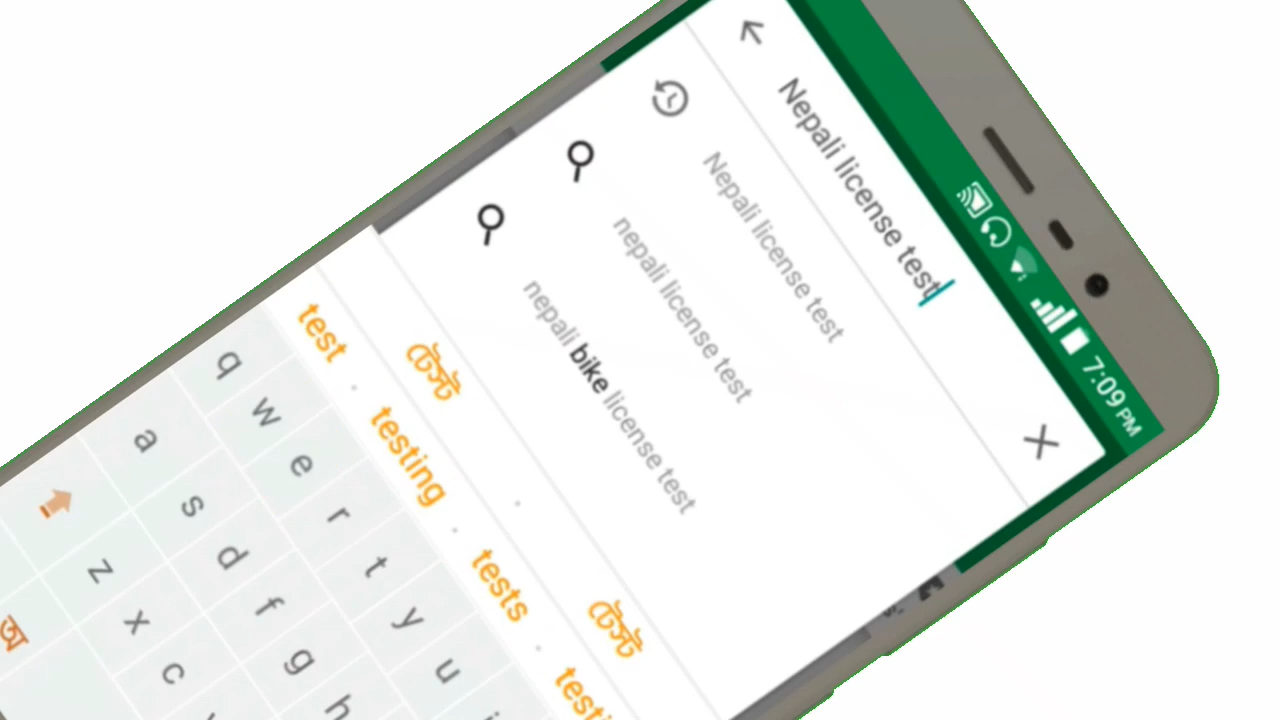 7:09 PM
Nepali license test
Nepali license test
nepali license test
nepali bike license test
টেস্ট . টেস্ট
test . testing . tests .
q w e r t y u
a s d f g h
z x c
অ